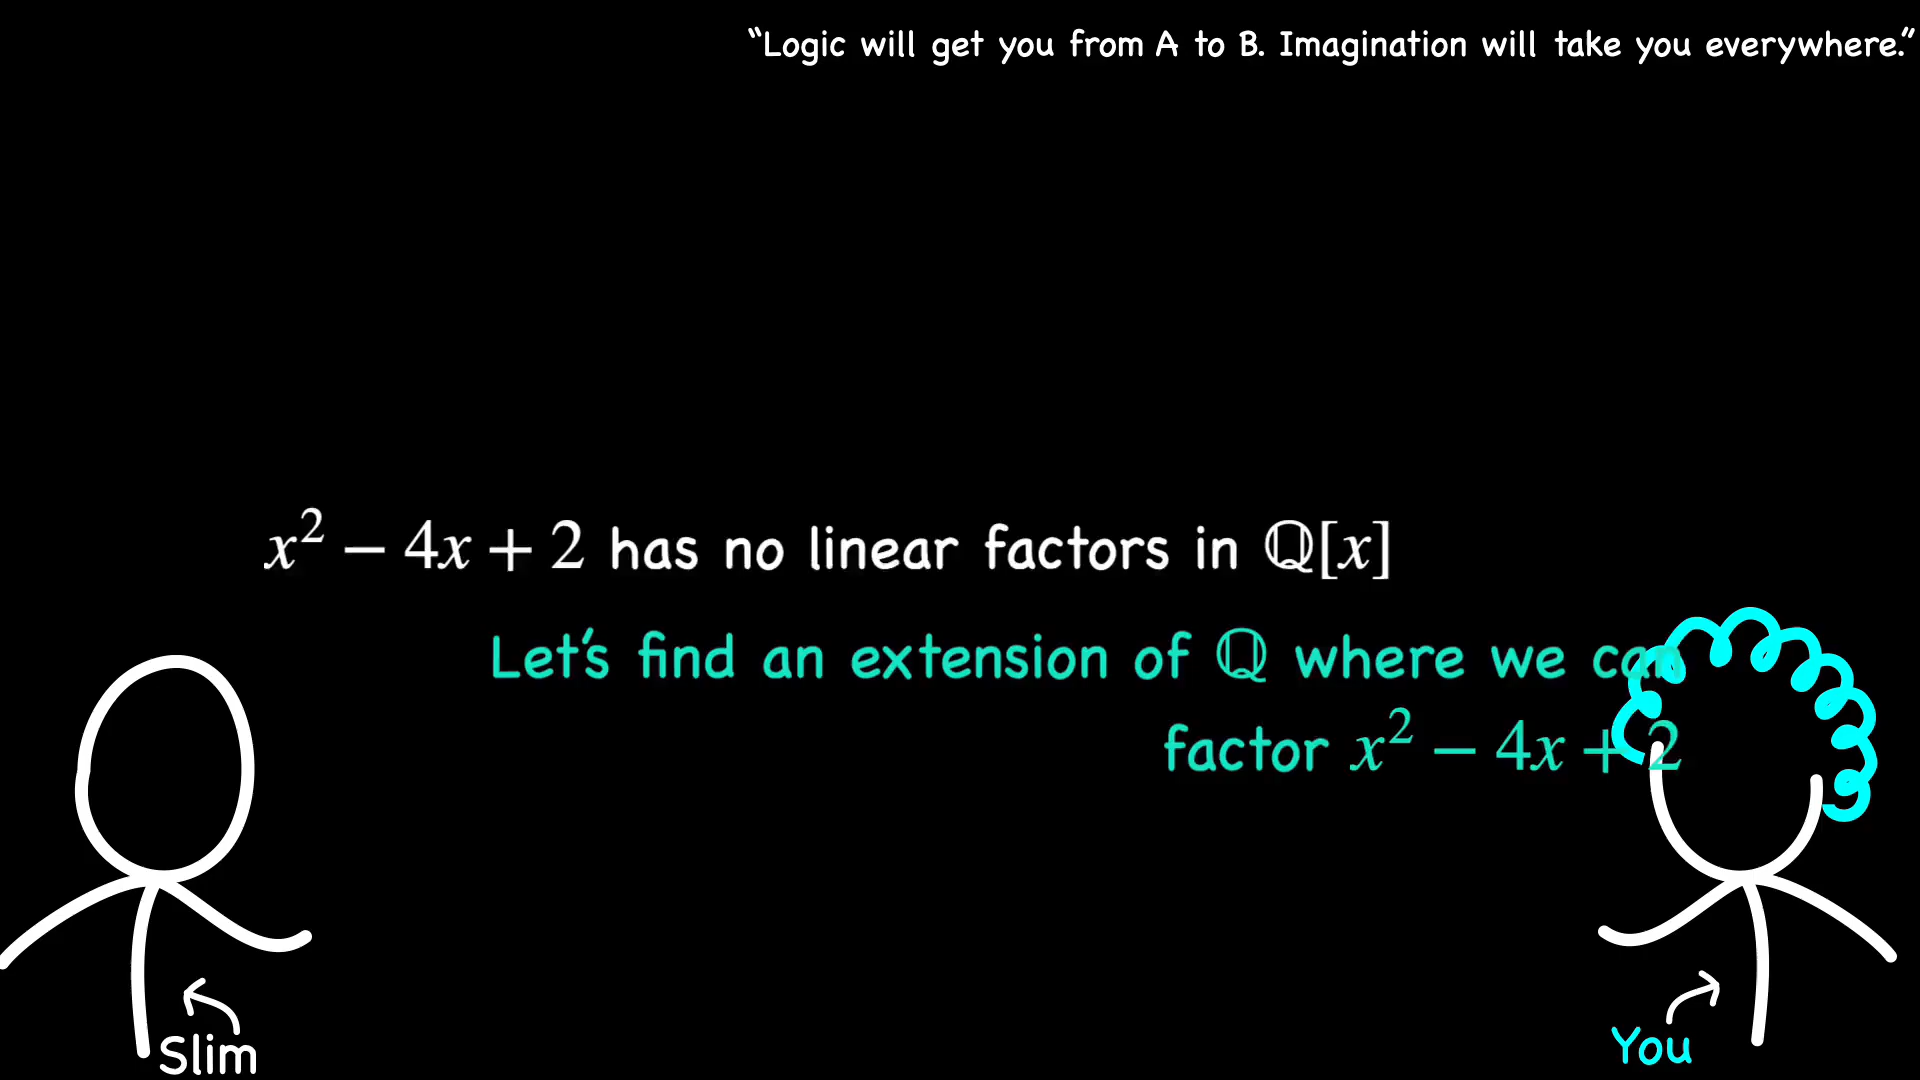 “Logic will get you from A to B. Imagination will take you everywhere.”
x² − 4x + 2 has no linear factors in ℚ[x]
Let’s find an extension of ℚ where we can
factor x² − 4x + 2
Slim
You